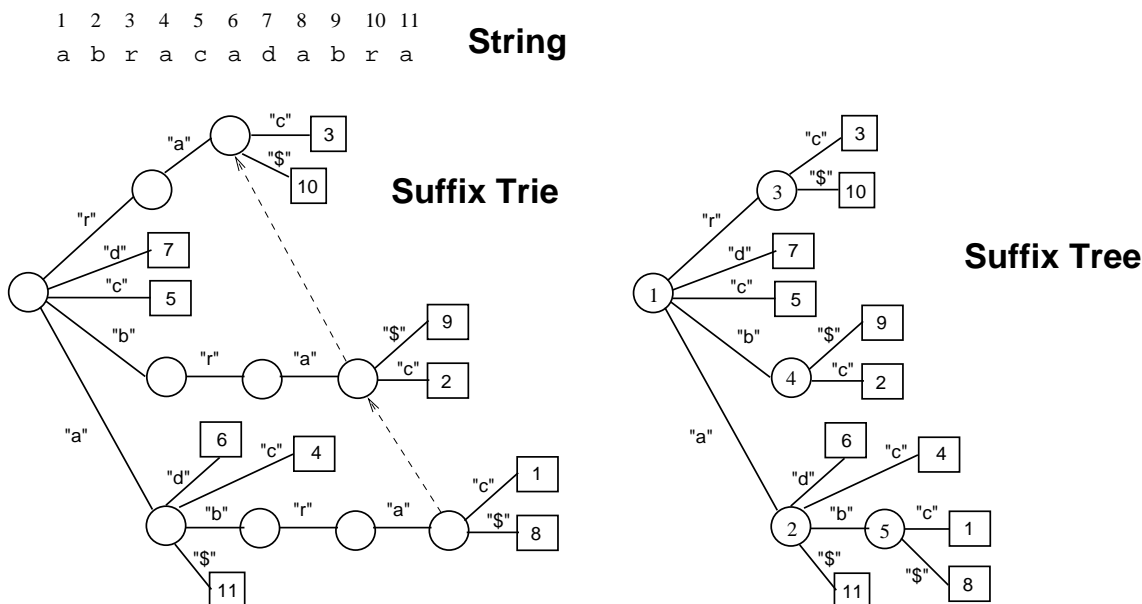 1 2 3 4 5 6 7 8 9 10 11
a b r a c a d a b r a
String
"c" 3
"a"
"$" 10
Suffix Trie
"r"
"d" 7
"c" 5
"b"
"r"
"a"
"$" 9
"c" 2
"a"
6
"d"
"c" 4
"b"
"r"
"a"
"c" 1
"$" 8
"$" 11
"c" 3
3
"$" 10
"r"
Suffix Tree
1
"d" 7
"c" 5
"b"
4
"$" 9
"c" 2
"a"
6
"d"
"c" 4
2
"b"
5
"c" 1
"$" 8
"$" 11